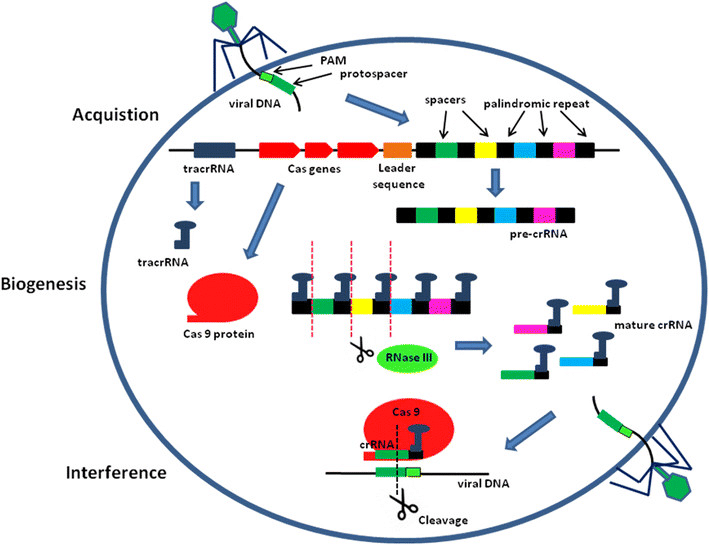 PAM
protospacer
viral DNA
Acquistion
spacers
palindromic repeat
tracrRNA
Cas genes
Leader
sequence
pre-crRNA
tracrRNA
Biogenesis
Cas 9 protein
mature crRNA
RNase III
Cas 9
crRNA
Interference
viral DNA
Cleavage